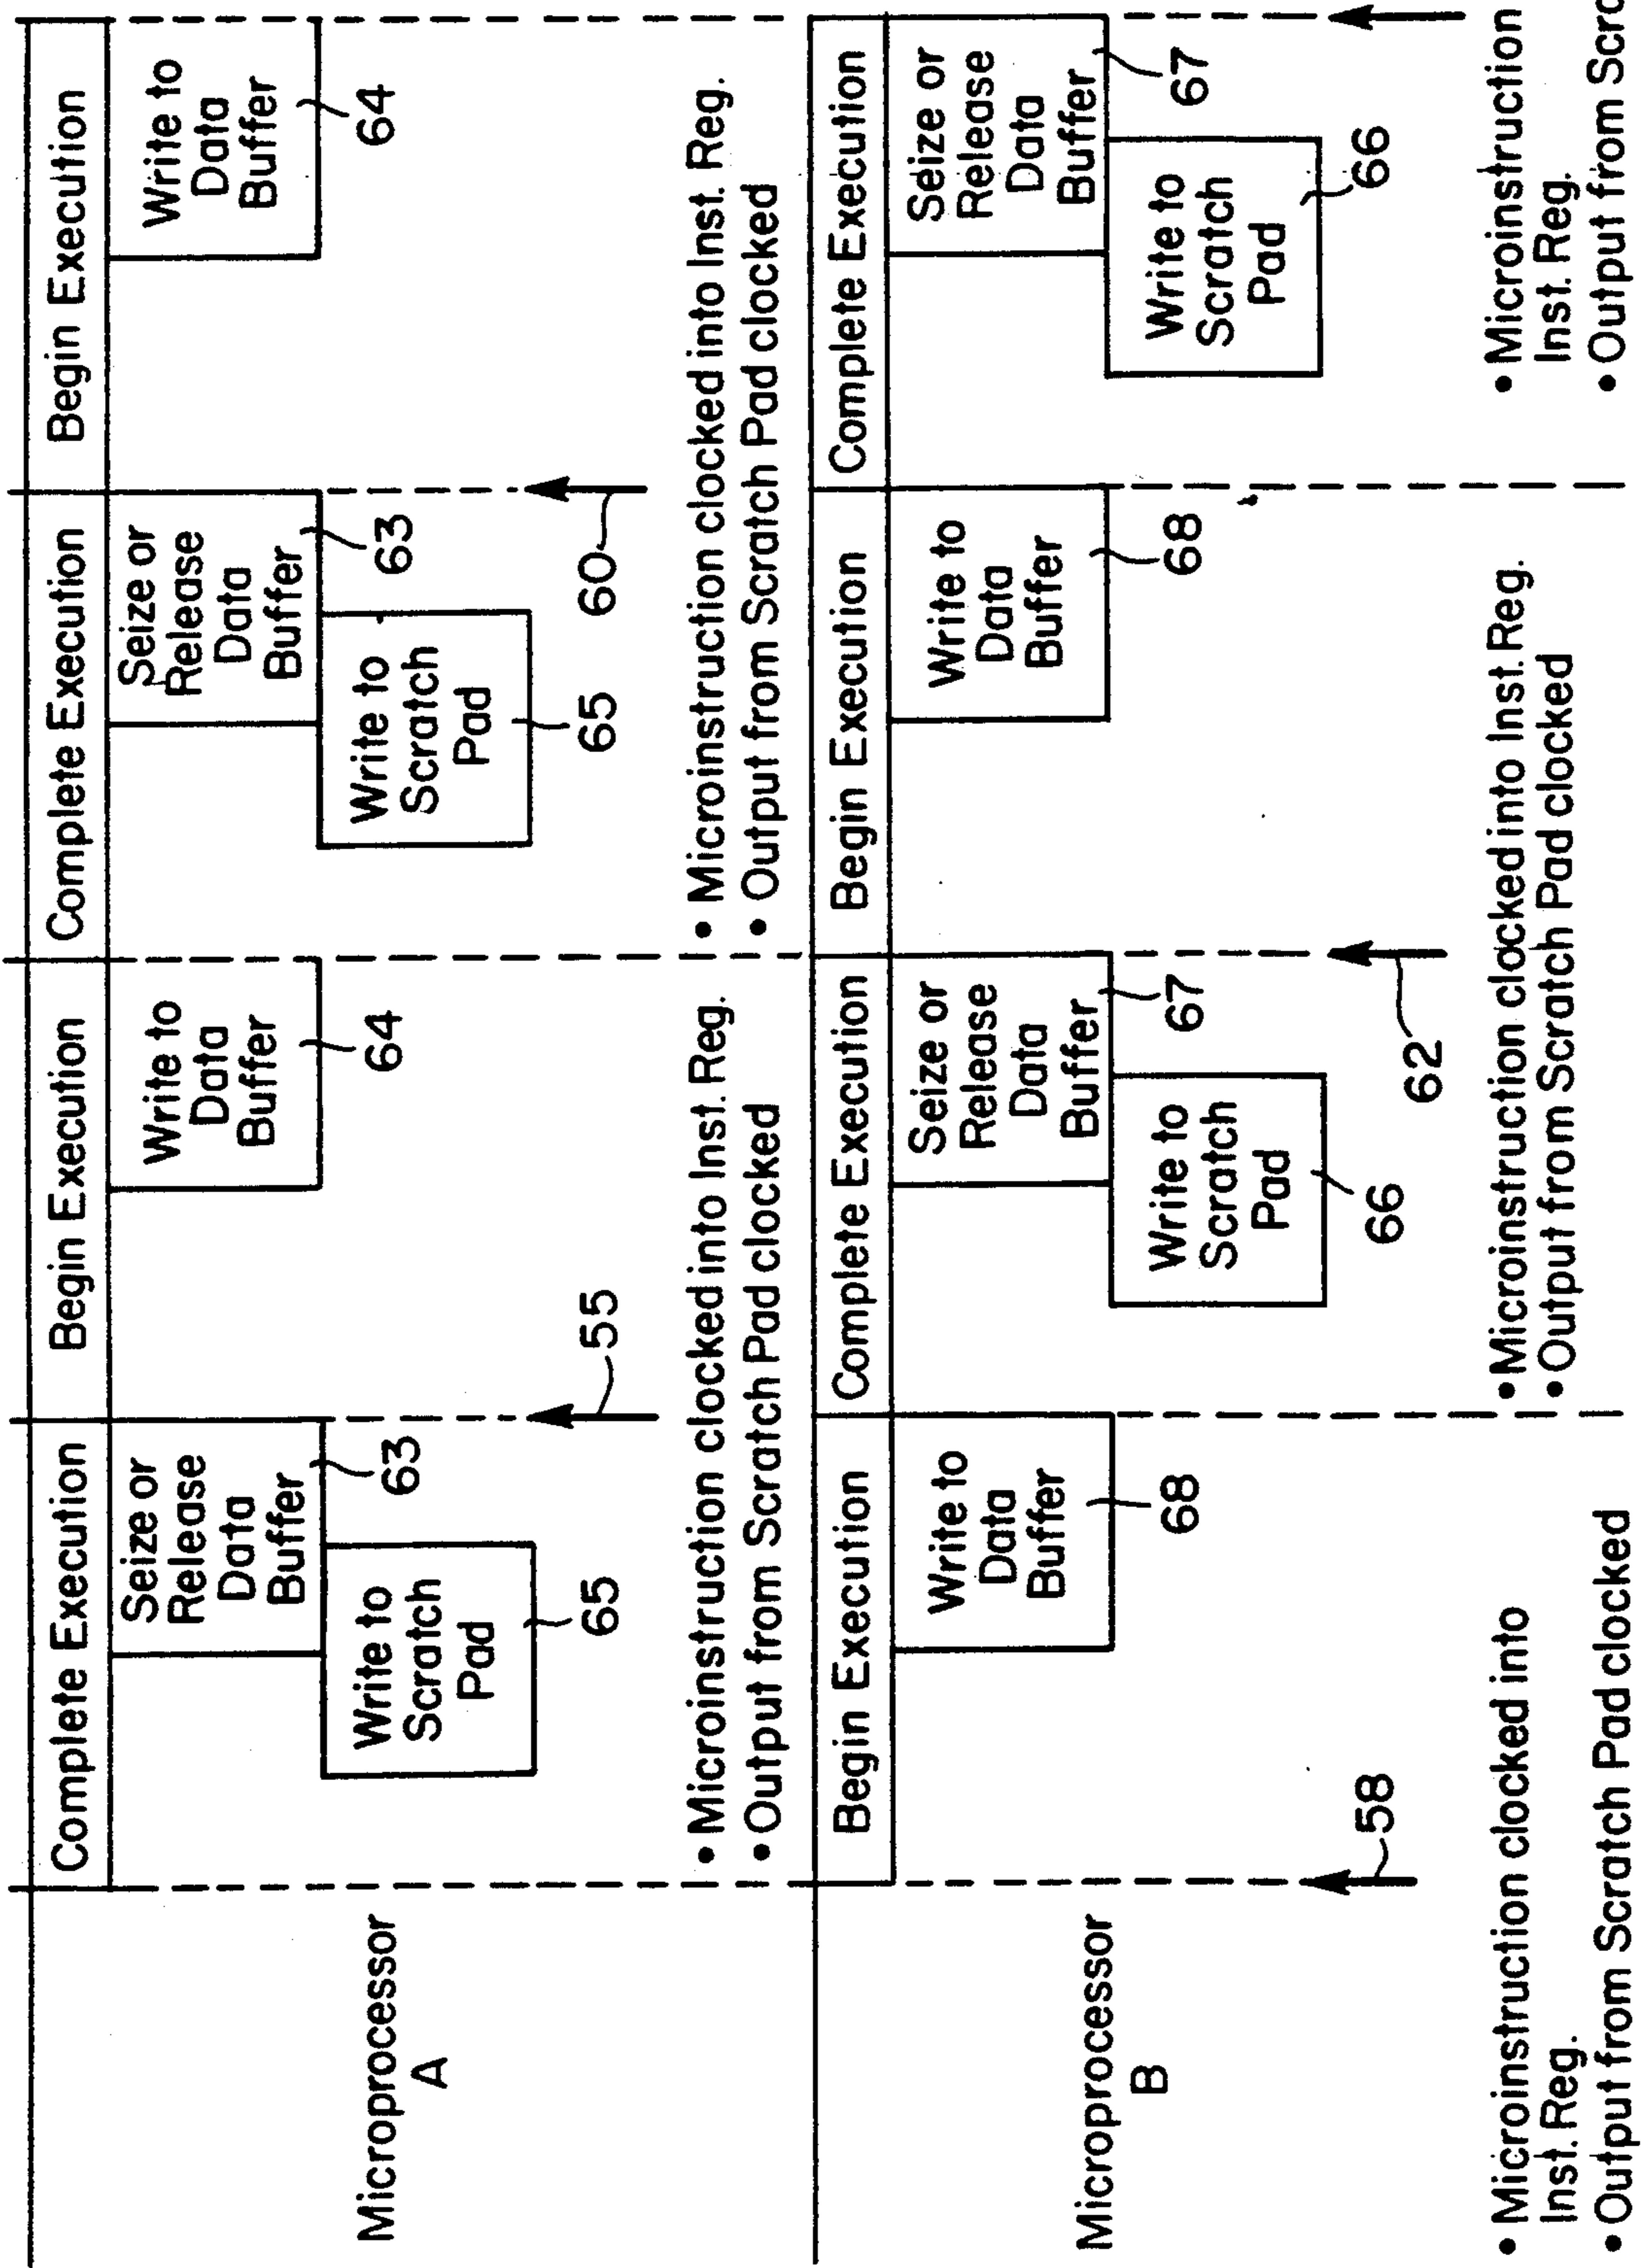 Microprocessor
A
Complete Execution
Begin Execution
Complete Execution
Begin Execution
Seize or
Release
Data
Buffer
63
Write to
Scratch
Pad
65
55
Write to
Data
Buffer
64
Seize or
Release
Data
Buffer
63
Write to
Scratch
Pad
65
60
Write to
Data
Buffer
64
• Microinstruction clocked into Inst. Reg.
• Output from Scratch Pad clocked
• Microinstruction clocked into Inst. Reg.
• Output from Scratch Pad clocked
Microprocessor
B
Begin Execution
Complete Execution
Begin Execution
Complete Execution
58
Write to
Data
Buffer
68
Seize or
Release
Data
Buffer
67
Write to
Scratch
Pad
66
62
Write to
Data
Buffer
68
Seize or
Release
Data
Buffer
67
Write to
Scratch
Pad
66
• Microinstruction clocked into
Inst. Reg.
• Output from Scratch Pad clocked
• Microinstruction clocked into Inst. Reg.
• Output from Scratch Pad clocked
• Microinstruction
Inst. Reg.
• Output from